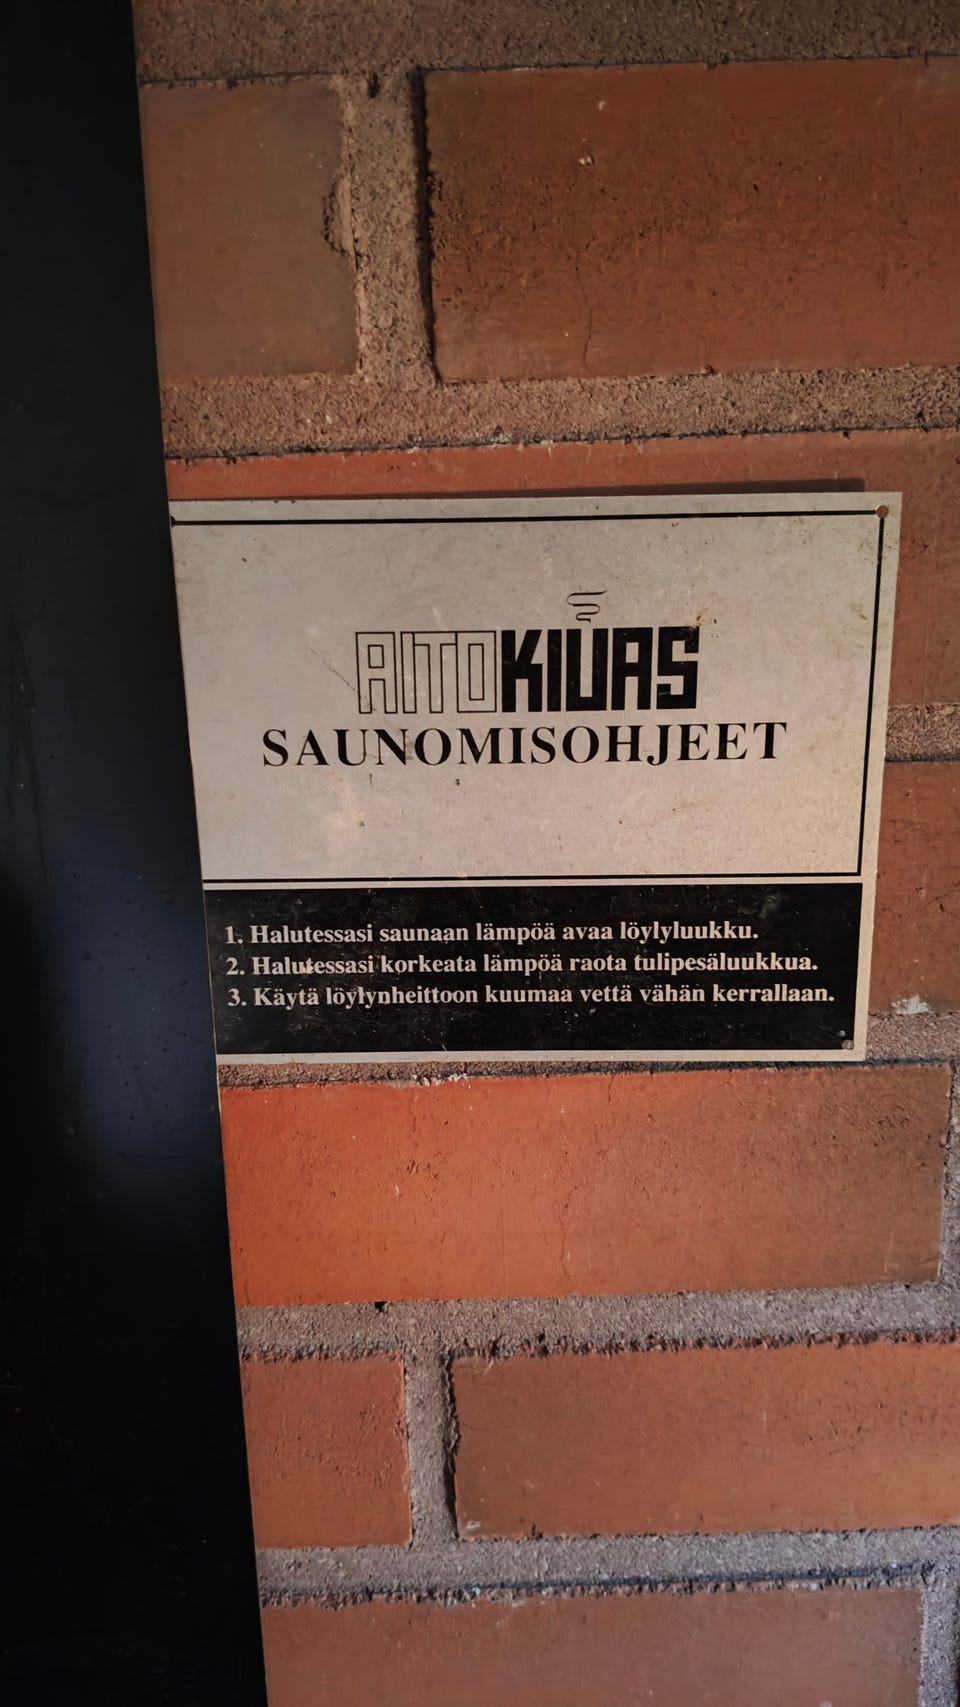 AITOKIUAS
SAUNOMISOHJEET
1. Halutessasi saunaan lämpöä avaa löylyluukku.
2. Halutessasi korkeata lämpöä raota tulipesäluukkua.
3. Käytä löylynheittoon kuumaa vettä vähän kerrallaan.